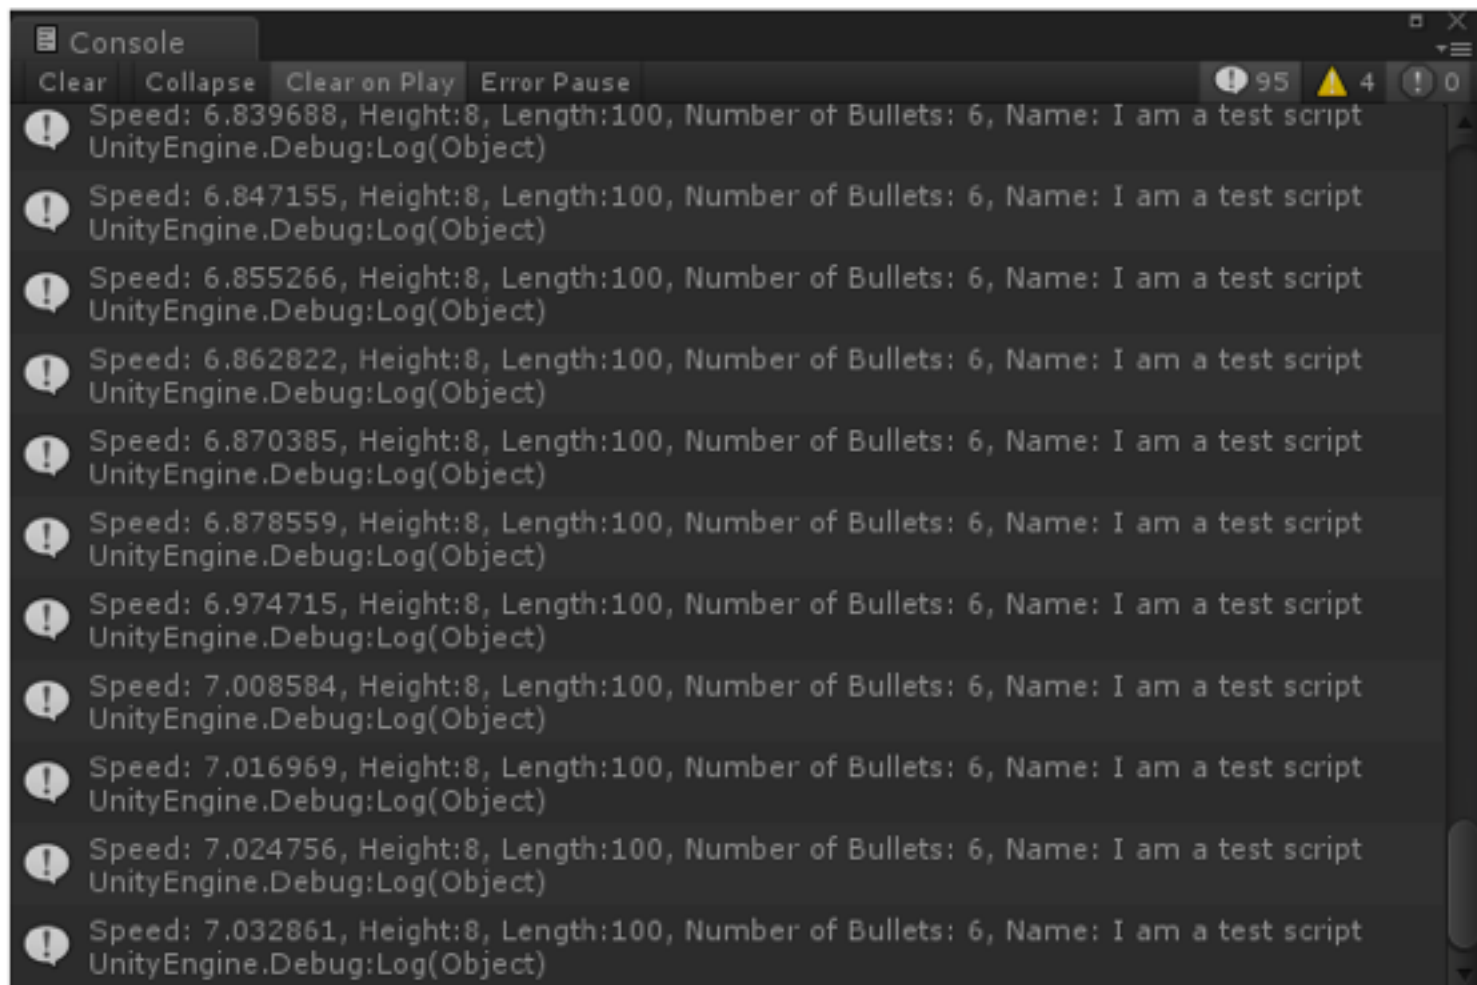 Console
Clear Collapse Clear on Play Error Pause 95 4 0
Speed: 6.839688, Height:8, Length:100, Number of Bullets: 6, Name: I am a test script
UnityEngine.Debug:Log(Object)
Speed: 6.847155, Height:8, Length:100, Number of Bullets: 6, Name: I am a test script
UnityEngine.Debug:Log(Object)
Speed: 6.855266, Height:8, Length:100, Number of Bullets: 6, Name: I am a test script
UnityEngine.Debug:Log(Object)
Speed: 6.862822, Height:8, Length:100, Number of Bullets: 6, Name: I am a test script
UnityEngine.Debug:Log(Object)
Speed: 6.870385, Height:8, Length:100, Number of Bullets: 6, Name: I am a test script
UnityEngine.Debug:Log(Object)
Speed: 6.878559, Height:8, Length:100, Number of Bullets: 6, Name: I am a test script
UnityEngine.Debug:Log(Object)
Speed: 6.974715, Height:8, Length:100, Number of Bullets: 6, Name: I am a test script
UnityEngine.Debug:Log(Object)
Speed: 7.008584, Height:8, Length:100, Number of Bullets: 6, Name: I am a test script
UnityEngine.Debug:Log(Object)
Speed: 7.016969, Height:8, Length:100, Number of Bullets: 6, Name: I am a test script
UnityEngine.Debug:Log(Object)
Speed: 7.024756, Height:8, Length:100, Number of Bullets: 6, Name: I am a test script
UnityEngine.Debug:Log(Object)
Speed: 7.032861, Height:8, Length:100, Number of Bullets: 6, Name: I am a test script
UnityEngine.Debug:Log(Object)